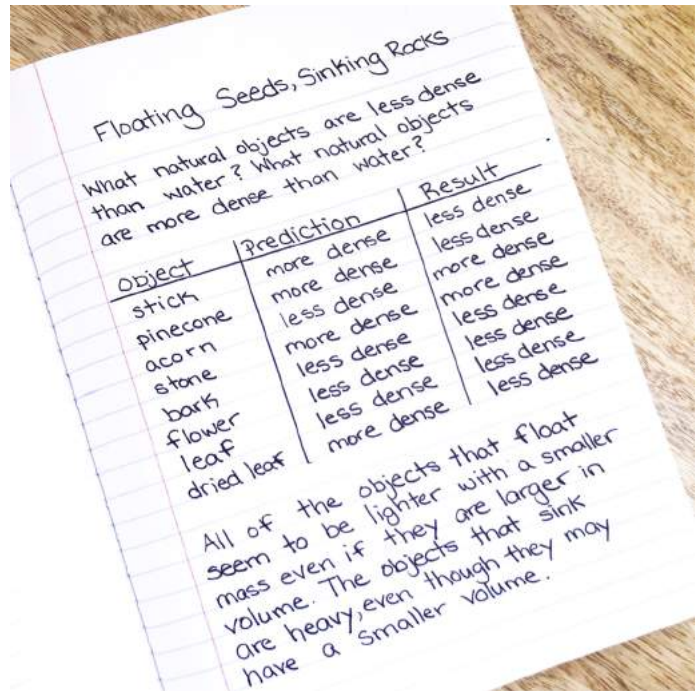 Floating Seeds, Sinking Rocks
What natural objects are less dense
than water? What natural objects
are more dense than water?
Object Prediction Result
stick more dense less dense
pinecone more dense less dense
acorn less dense more dense
stone more dense more dense
bark less dense less dense
flower less dense less dense
leaf less dense less dense
dried leaf more dense less dense
All of the objects that float
seem to be lighter with a smaller
mass even if they are larger in
volume. The objects that sink
are heavy, even though they may
have a smaller volume.